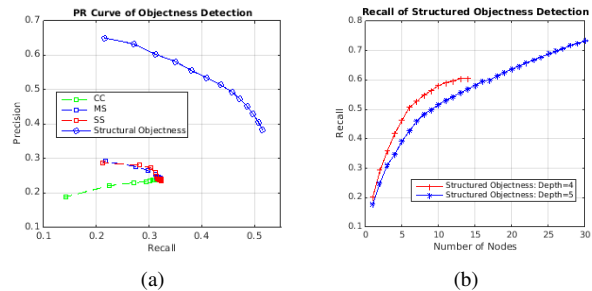 PR Curve of Objectness Detection
0.7
0.6
0.5
0.4
0.3
0.2
0.1
Precision
CC
MS
SS
Structural Objectness
0.1 0.2 0.3 0.4 0.5
Recall
(a)
Recall of Structured Objectness Detection
0.8
0.7
0.6
0.5
0.4
0.3
0.2
0.1
Recall
Structured Objectness: Depth=4
Structured Objectness: Depth=5
0 5 10 15 20 25 30
Number of Nodes
(b)